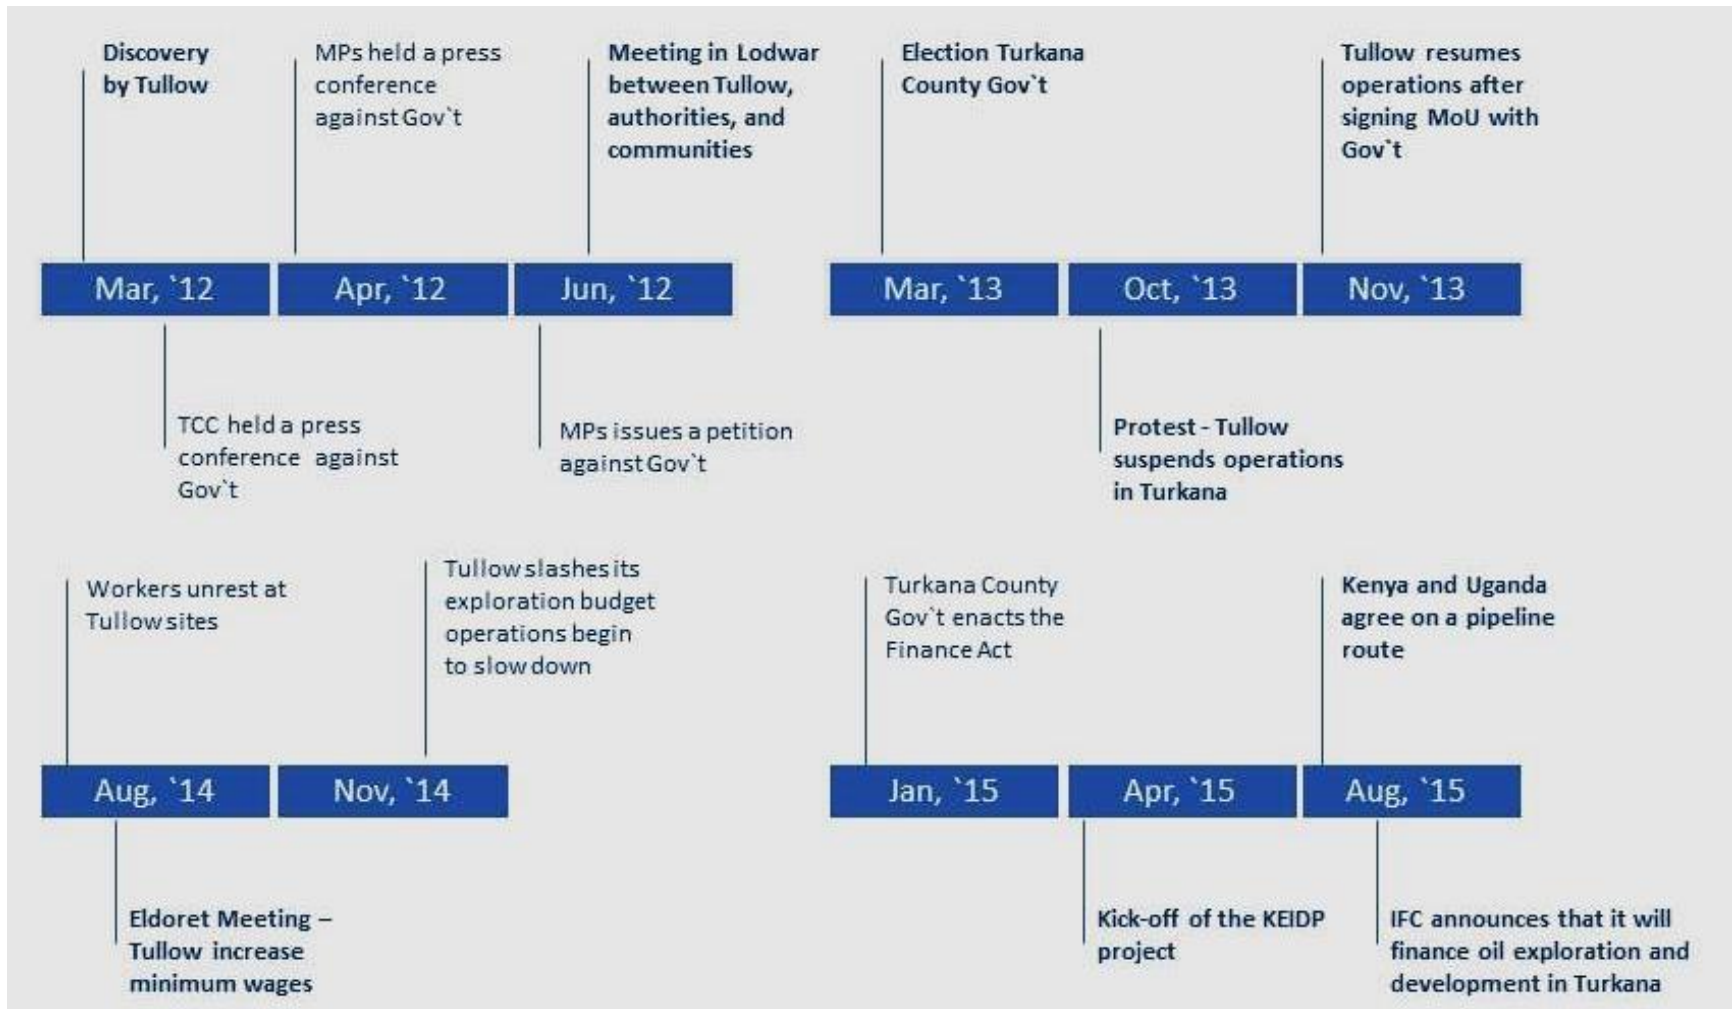 Discovery
by Tullow
MPs held a press
conference
against Gov`t
Meeting in Lodwar
between Tullow,
authorities, and
communities
Election Turkana
County Gov`t
Tullow resumes
operations after
signing MoU with
Gov`t
Mar, `12
Apr, `12
Jun, `12
Mar, `13
Oct, `13
Nov, `13
TCC held a press
conference against
Gov`t
MPs issues a petition
against Gov`t
Protest - Tullow
suspends operations
in Turkana
Workers unrest at
Tullow sites
Tullow slashes its
exploration budget
operations begin
to slow down
Turkana County
Gov`t enacts the
Finance Act
Kenya and Uganda
agree on a pipeline
route
Aug, `14
Nov, `14
Jan, `15
Apr, `15
Aug, `15
Eldoret Meeting –
Tullow increase
minimum wages
Kick-off of the KEIDP
project
IFC announces that it will
finance oil exploration and
development in Turkana